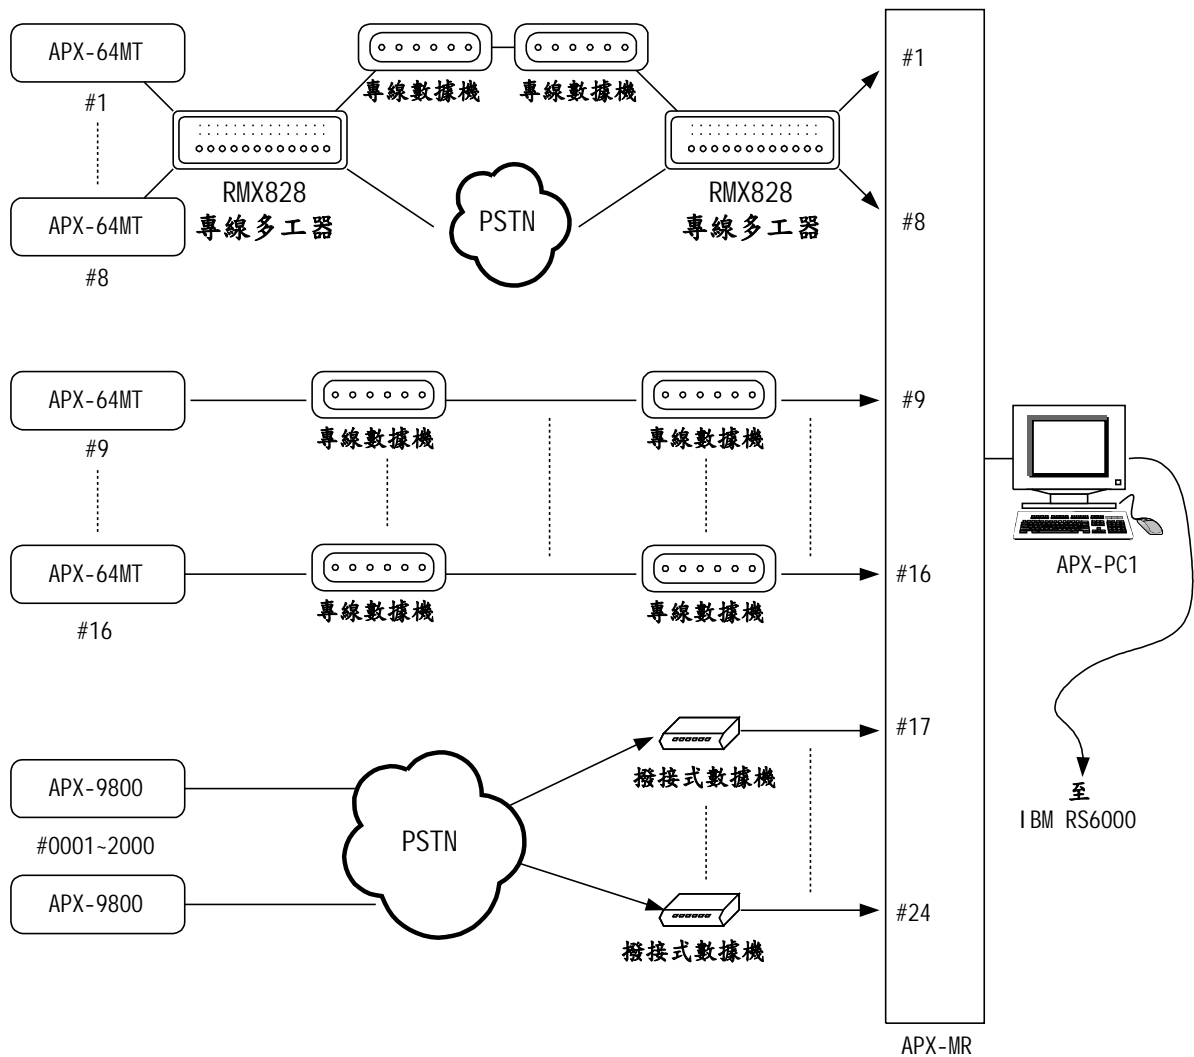 APX-64MT
#1
專線數據機
專線數據機
#1
RMX828
專線多工器
PSTN
RMX828
專線多工器
APX-64MT
#8
#8
APX-64MT
#9
專線數據機
專線數據機
#9
APX-64MT
#16
專線數據機
專線數據機
#16
APX-PC1
至
IBM RS6000
#17
撥接式數據機
APX-9800
#0001~2000
APX-9800
PSTN
撥接式數據機
#24
APX-MR